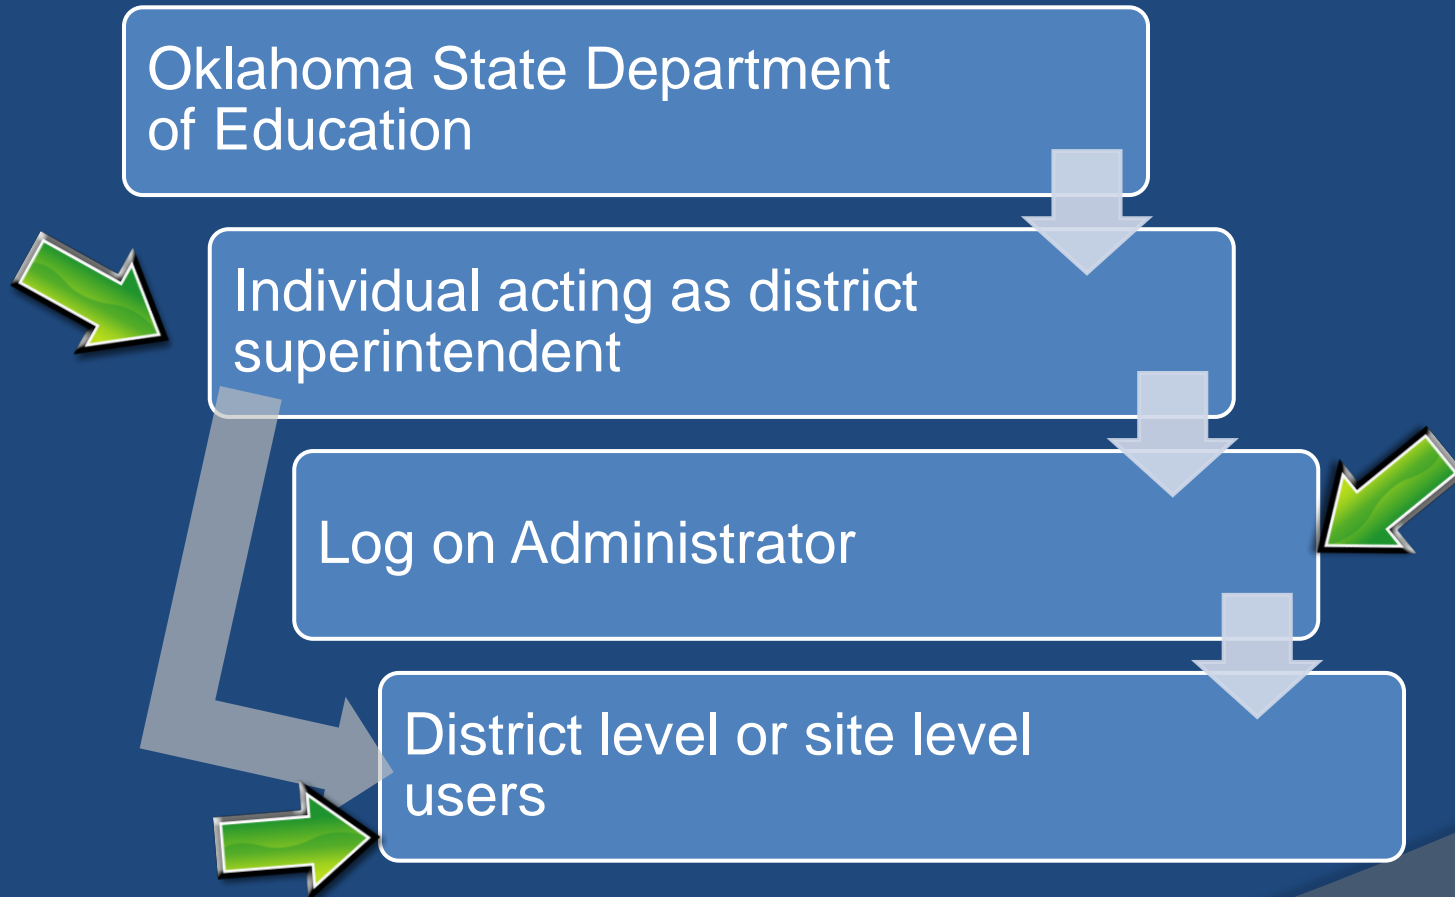 Oklahoma State Department
of Education
Individual acting as district
superintendent
Log on Administrator
District level or site level
users